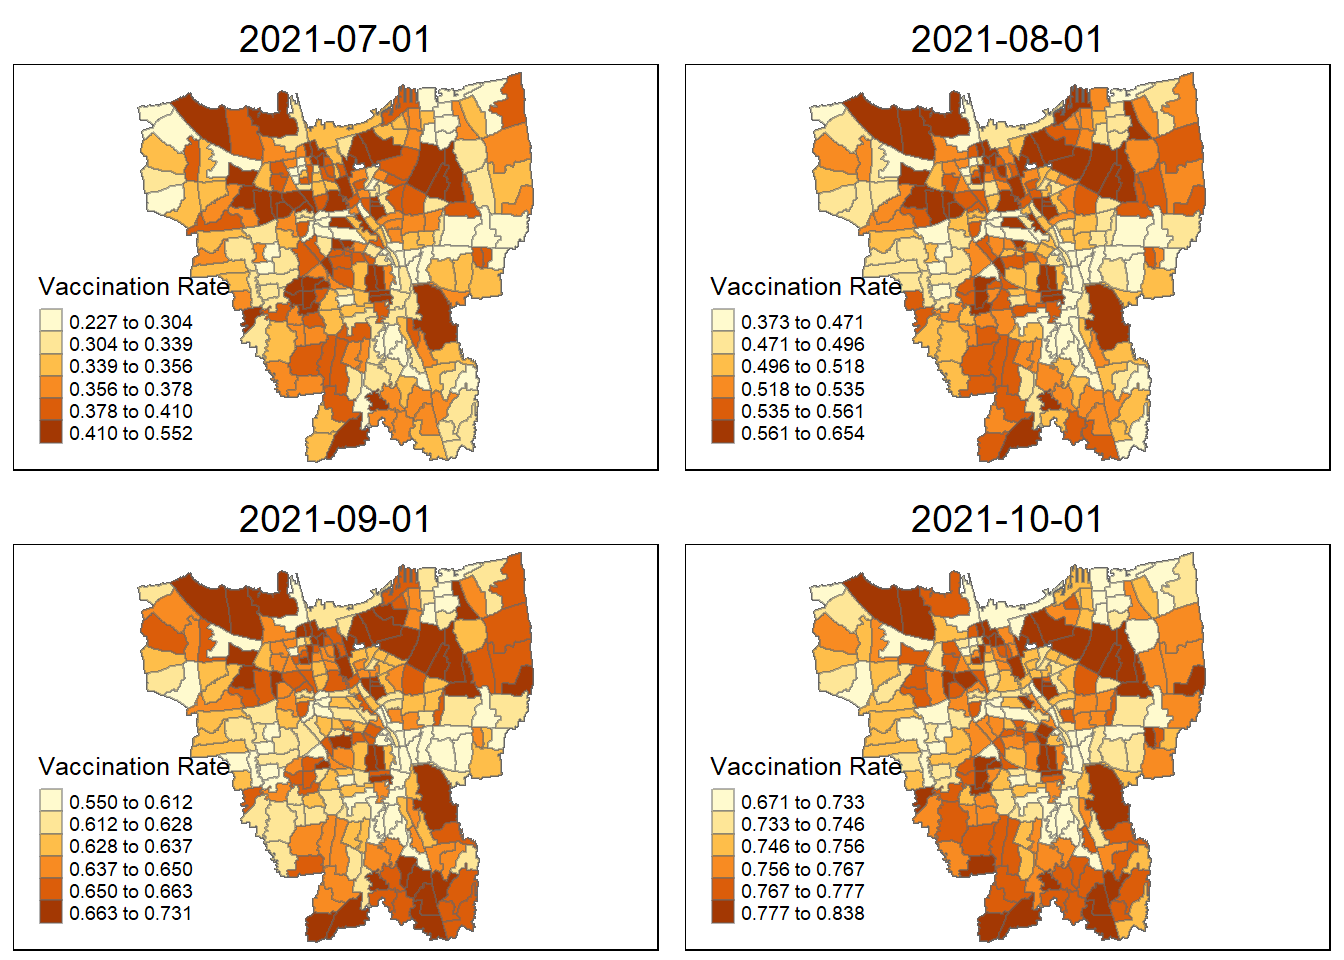 2021-07-01
Vaccination Rate
0.227 to 0.304
0.304 to 0.339
0.339 to 0.356
0.356 to 0.378
0.378 to 0.410
0.410 to 0.552
2021-08-01
Vaccination Rate
0.373 to 0.471
0.471 to 0.496
0.496 to 0.518
0.518 to 0.535
0.535 to 0.561
0.561 to 0.654
2021-09-01
Vaccination Rate
0.550 to 0.612
0.612 to 0.628
0.628 to 0.637
0.637 to 0.650
0.650 to 0.663
0.663 to 0.731
2021-10-01
Vaccination Rate
0.671 to 0.733
0.733 to 0.746
0.746 to 0.756
0.756 to 0.767
0.767 to 0.777
0.777 to 0.838